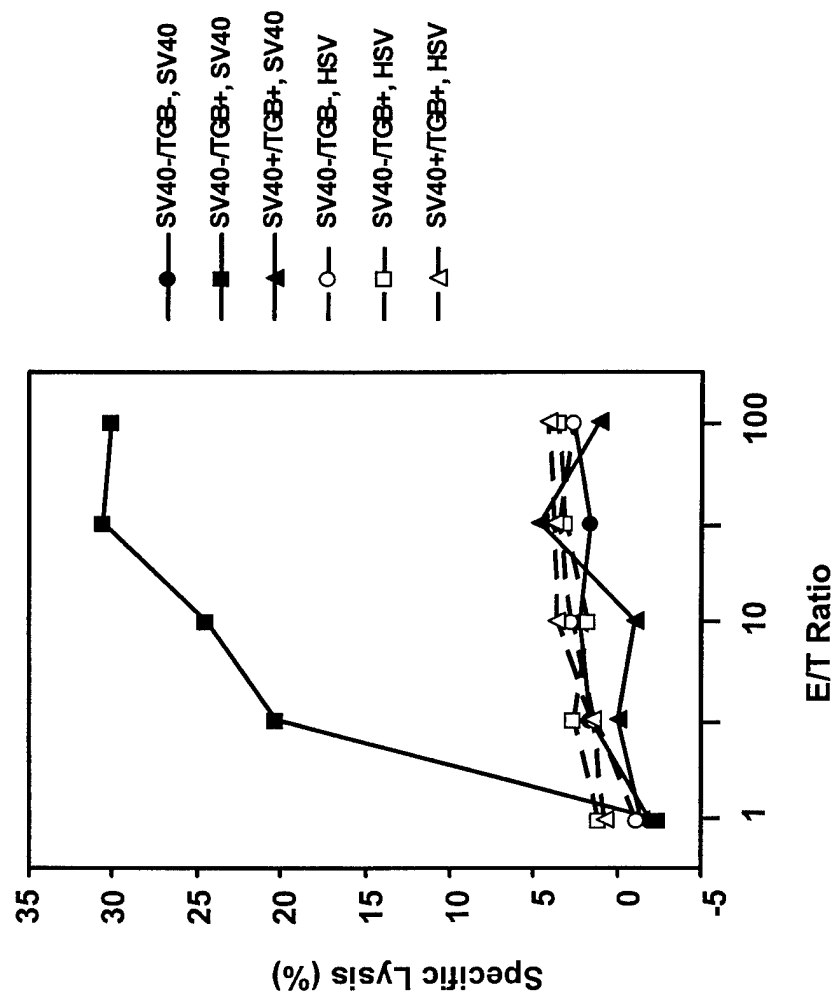 35
30
25
20
15
10
5
0
-5
Specific Lysis (%)
1
10
100
E/T Ratio
SV40-/TGB-, SV40
SV40-/TGB+, SV40
SV40+/TGB+, SV40
SV40-/TGB-, HSV
SV40-/TGB+, HSV
SV40+/TGB+, HSV